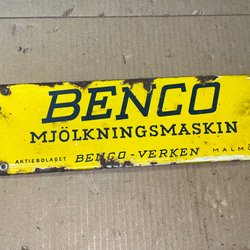 BENCO
MJÖLKNINGSMASKIN
AKTIEBOLAGET BENCO-VERKEN MALMÖ